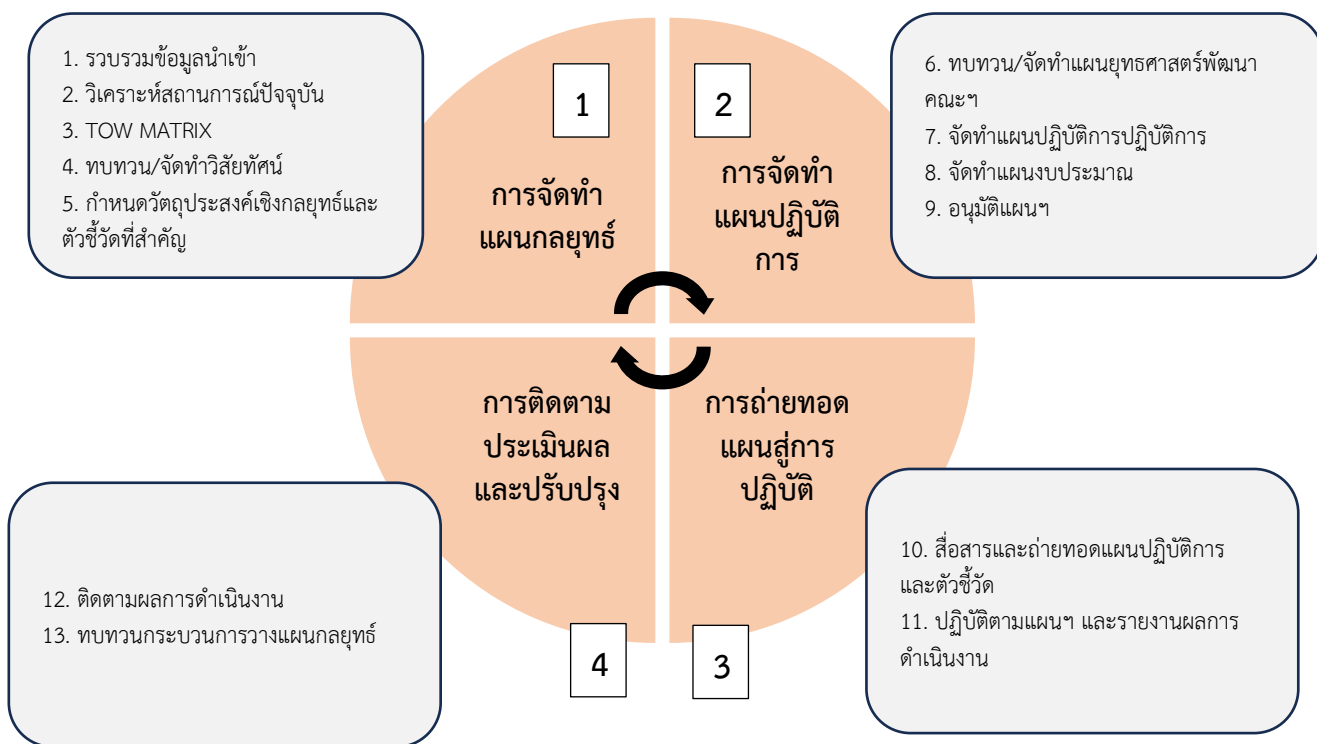 1. รวบรวมข้อมูลนำเข้า
2. วิเคราะห์สถานการณ์ปัจจุบัน
3. TOW MATRIX
4. ทบทวน/จัดทำวิสัยทัศน์
5. กำหนดวัตถุประสงค์เชิงกลยุทธ์และ
ตัวชี้วัดที่สำคัญ
1
การจัดทำ
แผนกลยุทธ์
2
การจัดทำ
แผนปฏิบัติ
การ
6. ทบทวน/จัดทำแผนยุทธศาสตร์พัฒนา
คณะฯ
7. จัดทำแผนปฏิบัติการปฏิบัติการ
8. จัดทำแผนงบประมาณ
9. อนุมัติแผนฯ
การติดตาม
ประเมินผล
และปรับปรุง
4
12. ติดตามผลการดำเนินงาน
13. ทบทวนกระบวนการวางแผนกลยุทธ์
การถ่ายทอด
แผนสู่การ
ปฏิบัติ
3
10. สื่อสารและถ่ายทอดแผนปฏิบัติการ
และตัวชี้วัด
11. ปฏิบัติตามแผนฯ และรายงานผลการ
ดำเนินงาน